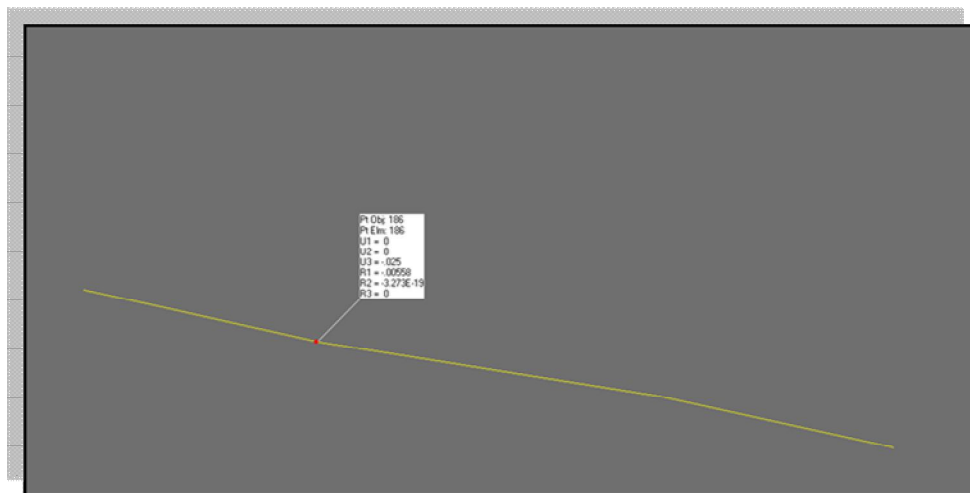 Pt Obj: 186
Pt Elm: 186
U1 = 0
U2 = 0
U3 = -.025
R1 = -.00558
R2 = -3.273E-19
R3 = 0